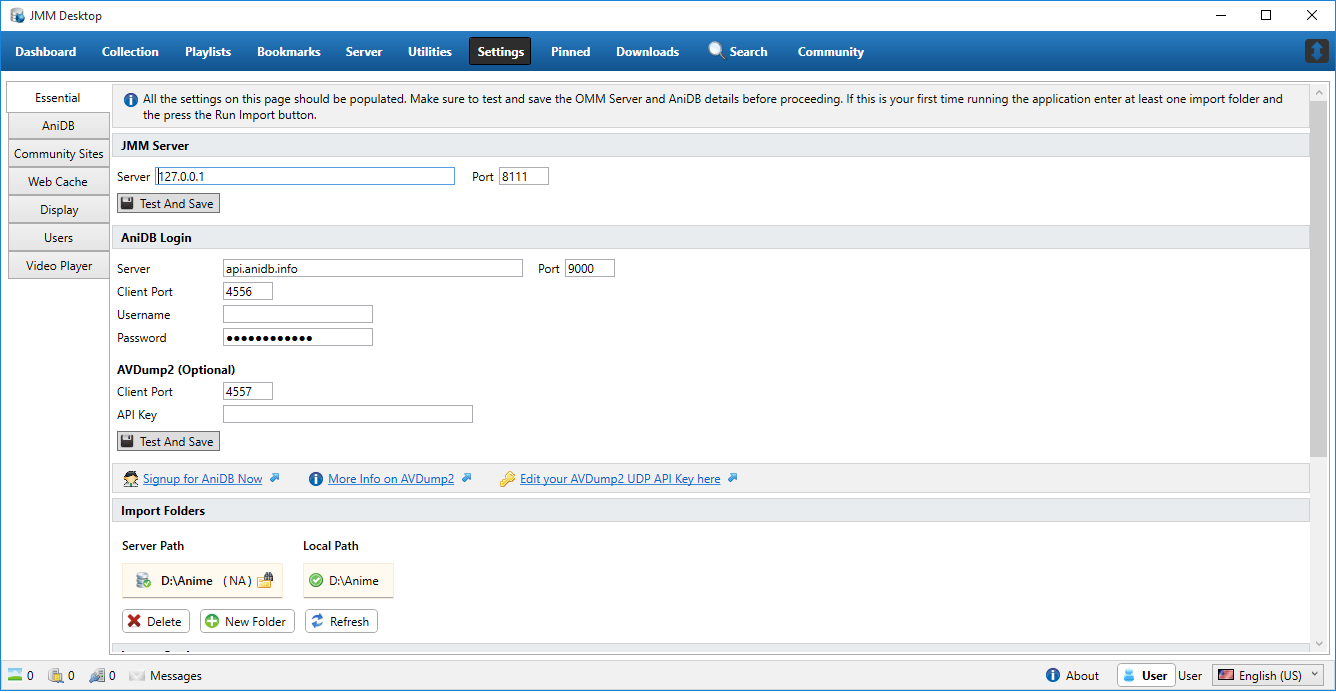 JMM Desktop
Dashboard Collection Playlists Bookmarks Server Utilities Settings Pinned Downloads Search Community
Essential
AniDB
Community Sites
Web Cache
Display
Users
Video Player
All the settings on this page should be populated. Make sure to test and save the OMM Server and AniDB details before proceeding. If this is your first time running the application enter at least one import folder and
the press the Run Import button.
JMM Server
Server 127.0.0.1 Port 8111
Test And Save
AniDB Login
Server api.anidb.info Port 9000
Client Port 4556
Username
Password ●●●●●●●●●●●●
AVDump2 (Optional)
Client Port 4557
API Key
Test And Save
Signup for AniDB Now More Info on AVDump2 Edit your AVDump2 UDP API Key here
Import Folders
Server Path Local Path
D:\Anime (NA) D:\Anime
Delete New Folder Refresh
0 0 0 Messages About User User English (US)